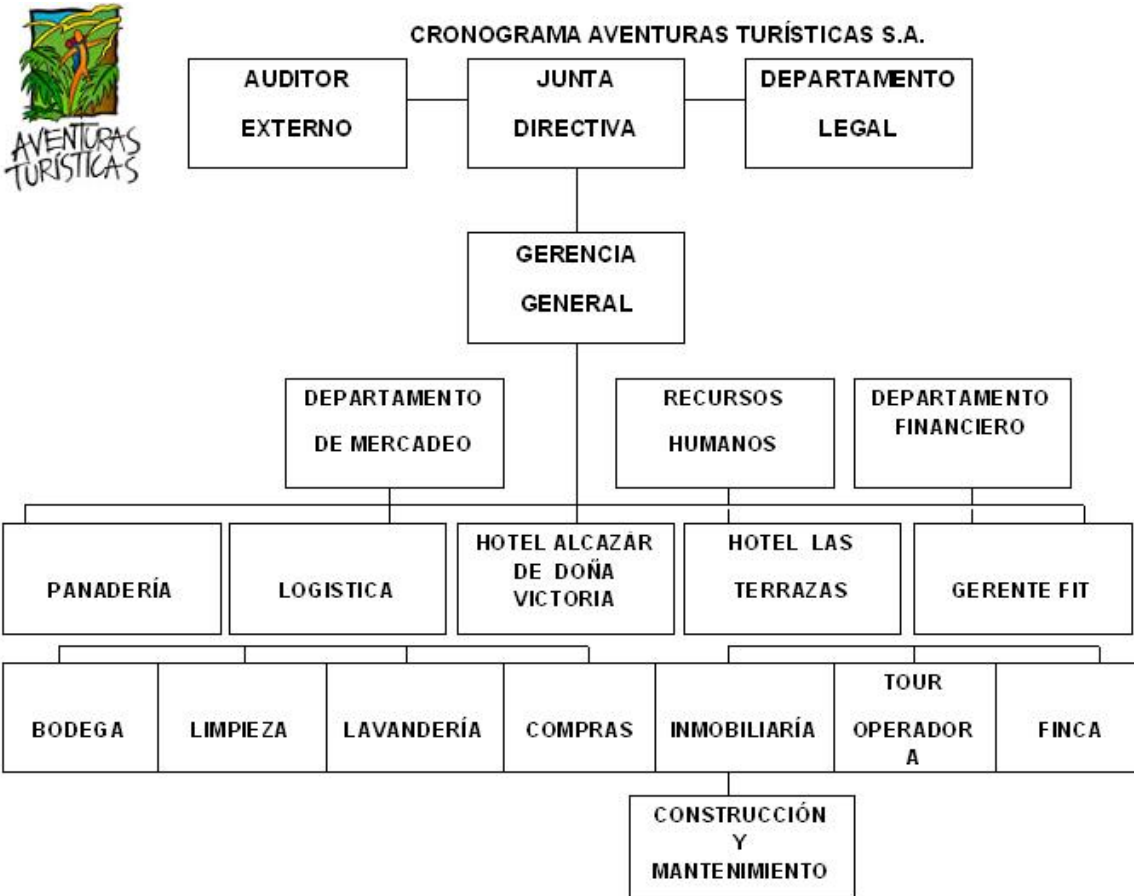 AVENTURAS
TURÍSTICAS
CRONOGRAMA AVENTURAS TURÍSTICAS S.A.
AUDITOR
EXTERNO
JUNTA
DIRECTIVA
DEPARTAMENTO
LEGAL
GERENCIA
GENERAL
DEPARTAMENTO
DE MERCADEO
RECURSOS
HUMANOS
DEPARTAMENTO
FINANCIERO
PANADERÍA
LOGISTICA
HOTEL ALCAZÁR
DE DOÑA
VICTORIA
HOTEL LAS
TERRAZAS
GERENTE FIT
BODEGA
LIMPIEZA
LAVANDERÍA
COMPRAS
INMOBILIARÍA
TOUR
OPERADOR
A
FINCA
CONSTRUCCIÓN
Y
MANTENIMIENTO